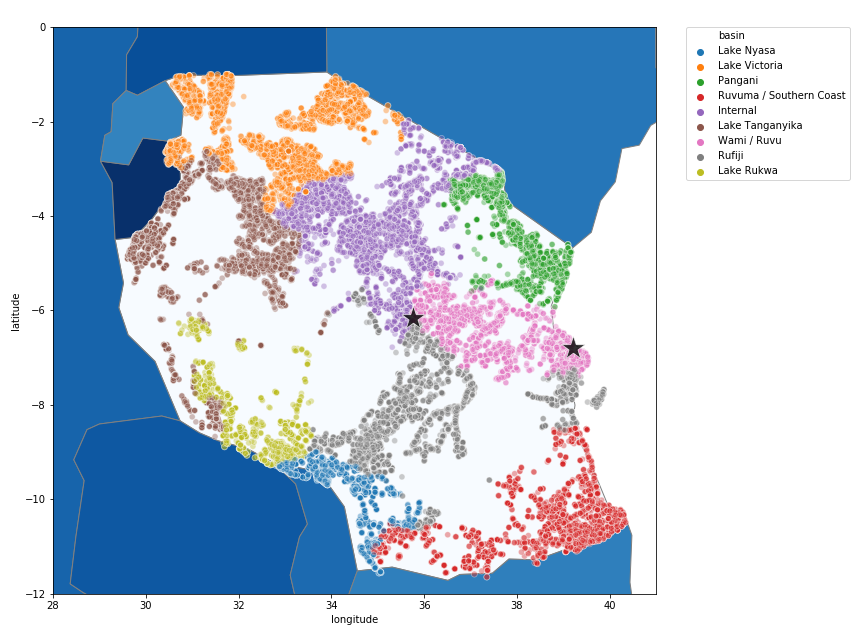 basin
Lake Nyasa
Lake Victoria
Pangani
Ruvuma / Southern Coast
Internal
Lake Tanganyika
Wami / Ruvu
Rufiji
Lake Rukwa
0
−2
−4
−6
−8
−10
−12
latitude
28
30
32
34
36
38
40
longitude